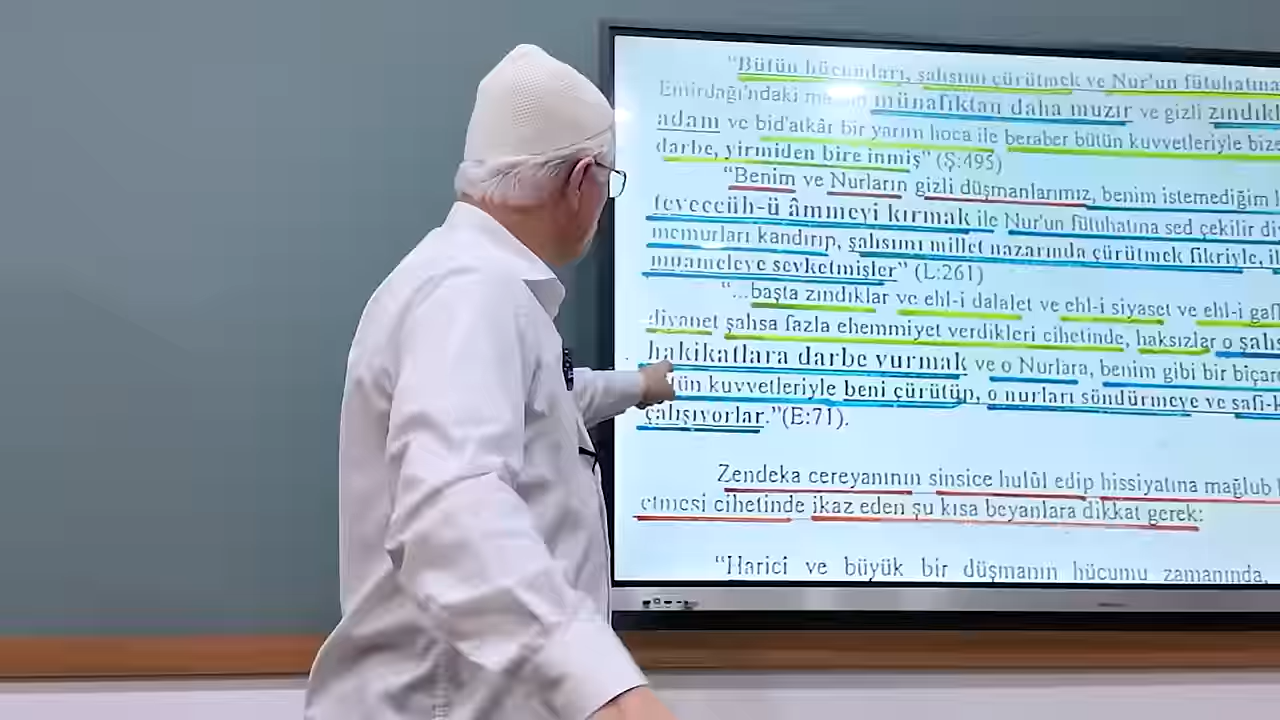 "Bütün hücumları, şahsımı çürütmek ve Nur'un fütuhatına
Emirdağı'ndaki münafıktan daha muzır ve gizli zındık
adam ve bid'atkâr bir yarım hoca ile beraber bütün kuvvetleriyle bize
darbe, yirmiden bire inmiş" (Ş:495)
"Benim ve Nurların gizli düşmanlarımız, benim istemediğim
teveccüh-ü âmmeyi kırmak ile Nur'un fütuhatına sed çekilir di
memurları kandırıp, şahsımı millet nazarında çürütmek fikriyle,
muameleye sevketmişler" (L:261)
"...başta zındıklar ve ehl-i dalalet ve ehl-i siyaset ve ehl-i gafl
diyanet şahsa fazla ehemmiyet verdikleri cihetinde, haksızlar o şahs
hakikatlara darbe vurmak ve o Nurlara, benim gibi bir biçare
tün kuvvetleriyle beni çürütüp, o nurları söndürmeye ve safi-k
çalışıyorlar."(E:71).
Zendeka cereyanının sinsice hulûl edip hissiyatına mağlub
etmesi cihetinde ikaz eden şu kısa beyanlara dikkat gerek:
"Haricî ve büyük bir düşmanın hücumu zamanında,